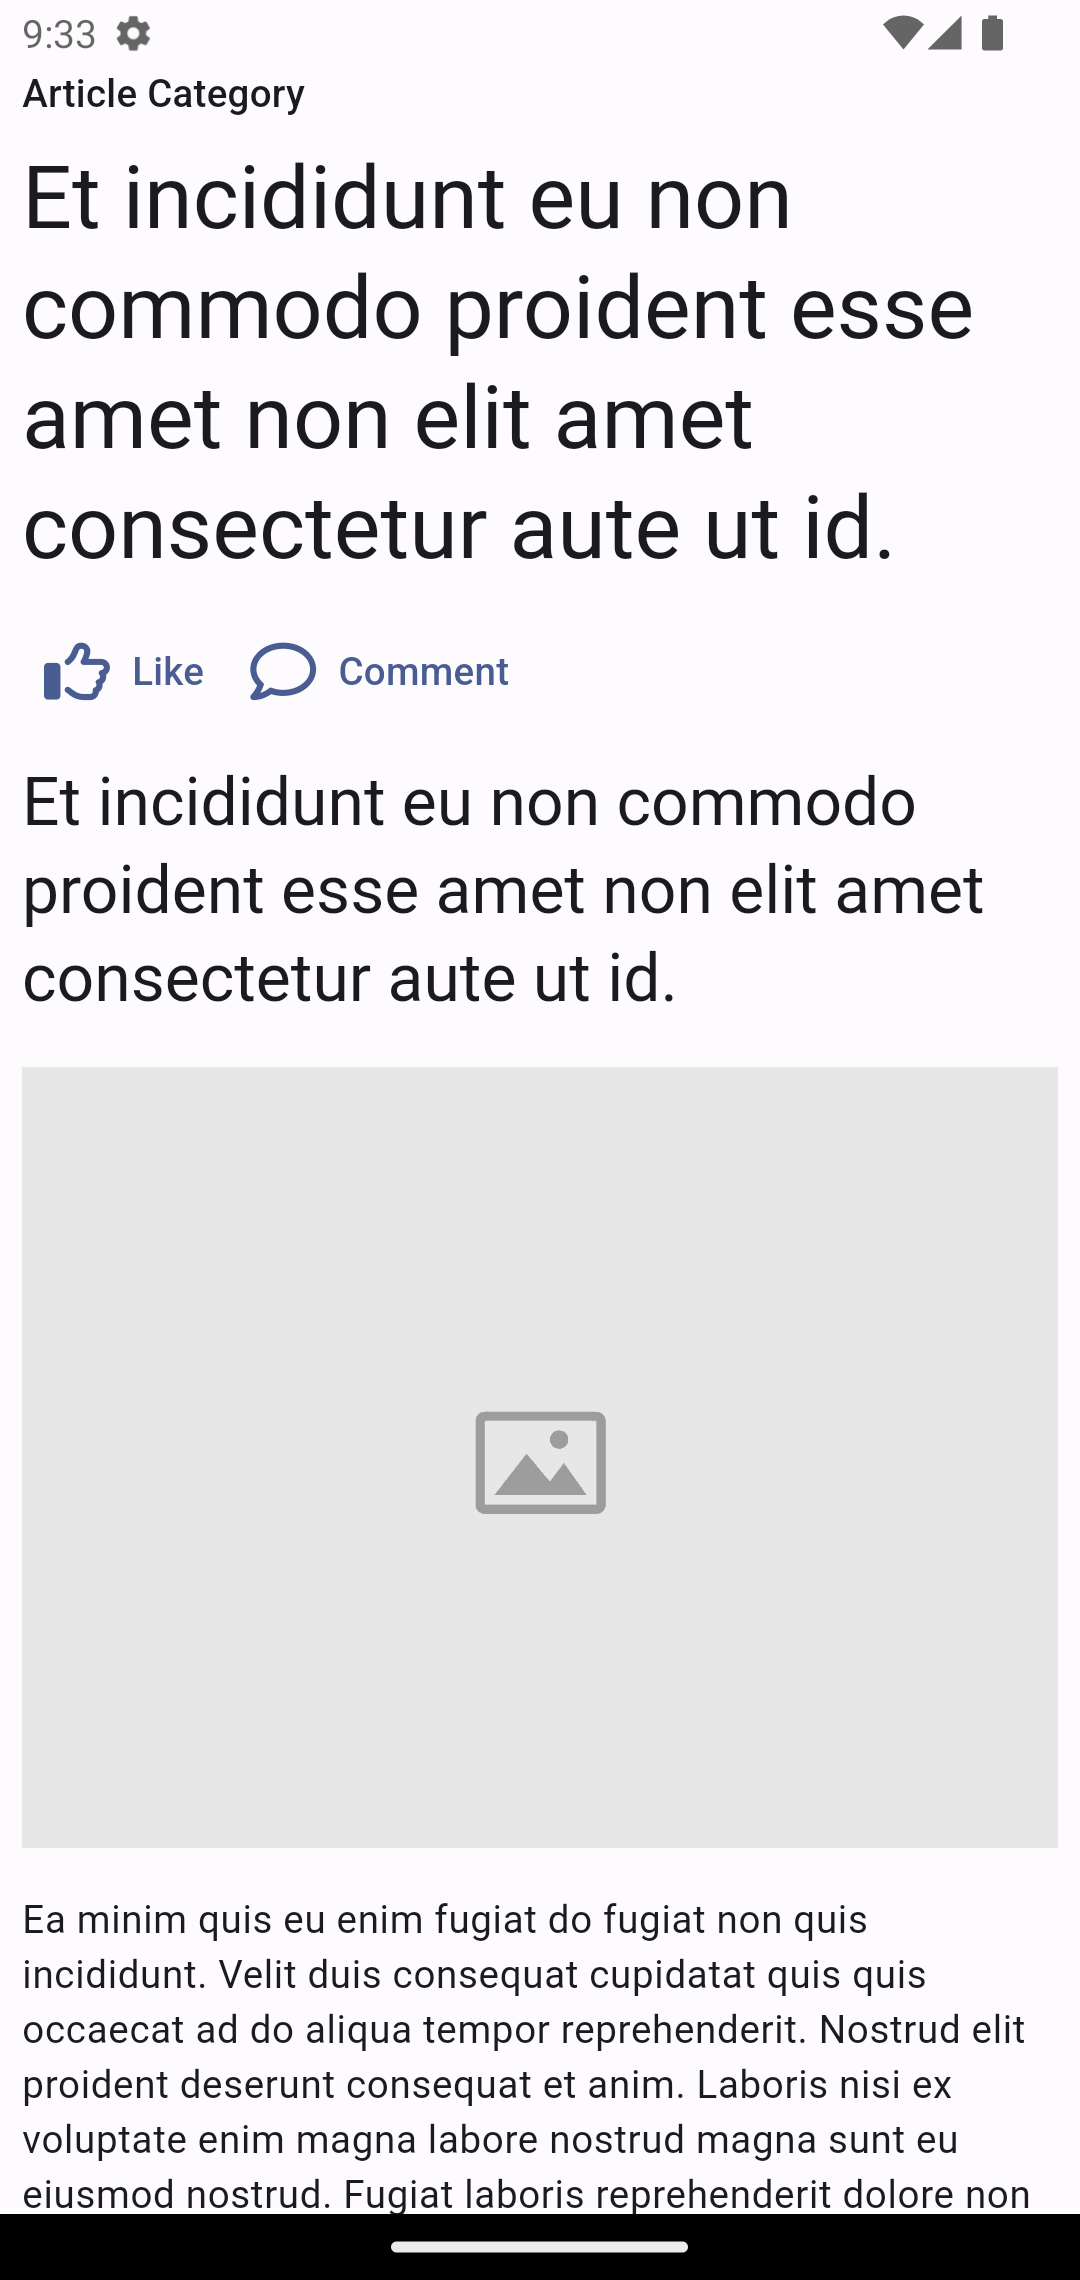 9:33
Article Category
Et incididunt eu non
commodo proident esse
amet non elit amet
consectetur aute ut id.
Like Comment
Et incididunt eu non commodo
proident esse amet non elit amet
consectetur aute ut id.
Ea minim quis eu enim fugiat do fugiat non quis
incididunt. Velit duis consequat cupidatat quis quis
occaecat ad do aliqua tempor reprehenderit. Nostrud elit
proident deserunt consequat et anim. Laboris nisi ex
voluptate enim magna labore nostrud magna sunt eu
eiusmod nostrud. Fugiat laboris reprehenderit dolore non